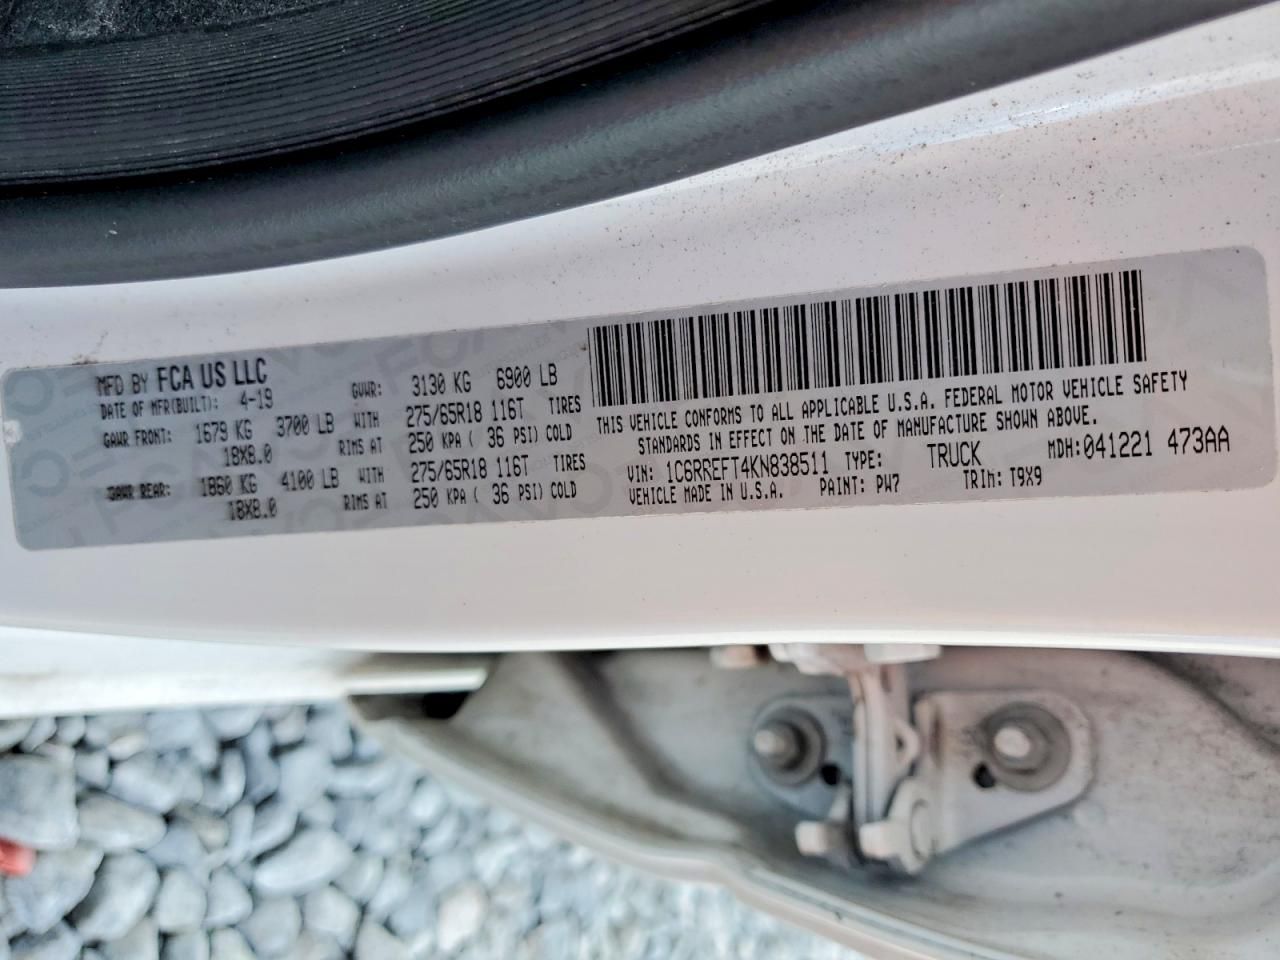 MFD BY FCA US LLC
DATE OF MFR(BUILT): 4-19 GVWR: 3130 KG 6900 LB
GAWR FRONT: 1679 KG 3700 LB WITH 275/65R18 116T TIRES
18X8.0 RIMS AT 250 KPA ( 36 PSI) COLD
GAWR REAR: 1860 KG 4100 LB WITH 275/65R18 116T TIRES
18X8.0 RIMS AT 250 KPA ( 36 PSI) COLD
THIS VEHICLE CONFORMS TO ALL APPLICABLE U.S.A. FEDERAL MOTOR VEHICLE SAFETY
STANDARDS IN EFFECT ON THE DATE OF MANUFACTURE SHOWN ABOVE.
VIN: 1C6RREFT4KN838511 TYPE: TRUCK MDH: 041221 473AA
VEHICLE MADE IN U.S.A. PAINT: PW7 TRIM: T9X9